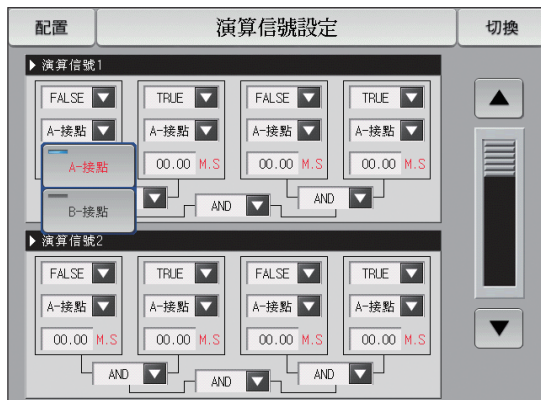 配置 演算信號設定 切換
演算信號1
FALSE TRUE FALSE TRUE
A-接點 A-接點 A-接點 A-接點
A-接點 00.00 M.S 00.00 M.S 00.00 M.S
B-接點 AND AND
演算信號2
FALSE TRUE FALSE TRUE
A-接點 A-接點 A-接點 A-接點
00.00 M.S 00.00 M.S 00.00 M.S 00.00 M.S
AND AND AND